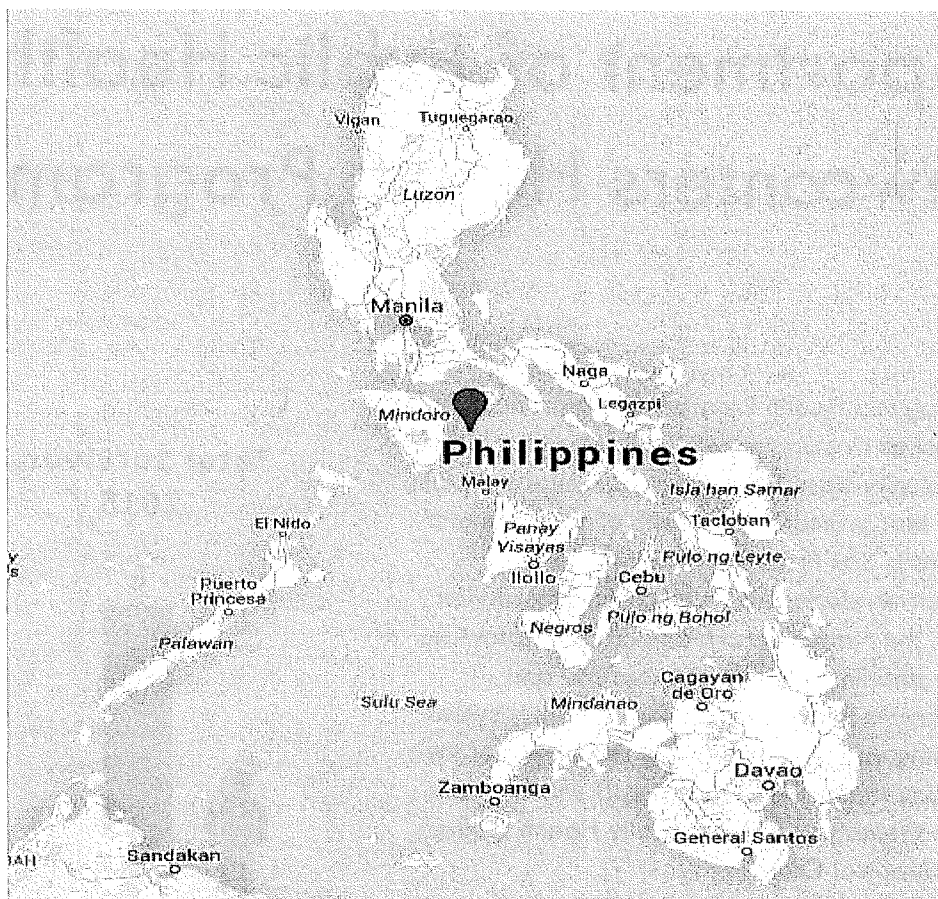 Vigan
Tuguegarao
Luzon
Manila
Naga
Legazpi
Mindoro
Philippines
Malay
Isla han Samar
El Nido
Tacloban
Panay
Visayas
Pulo ng Leyte
Iloilo
Cebu
Puerto
Princesa
Negros
Pulo ng Bohol
Palawan
Cagayan
de Oro
Sulu Sea
Mindanao
Davao
Zamboanga
General Santos
Sandakan
BAH